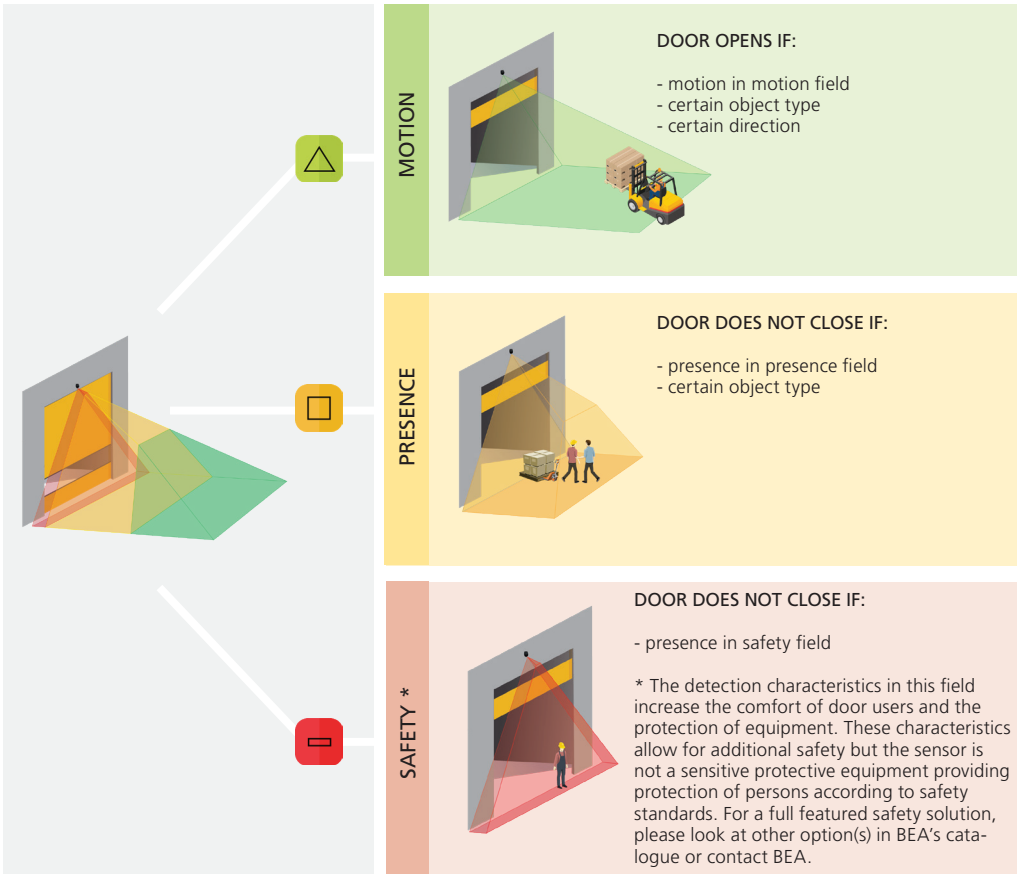 MOTION
DOOR OPENS IF:
- motion in motion field
- certain object type
- certain direction
PRESENCE
DOOR DOES NOT CLOSE IF:
- presence in presence field
- certain object type
SAFETY *
DOOR DOES NOT CLOSE IF:
- presence in safety field
* The detection characteristics in this field
increase the comfort of door users and the
protection of equipment. These characteristics
allow for additional safety but the sensor is
not a sensitive protective equipment providing
protection of persons according to safety
standards. For a full featured safety solution,
please look at other option(s) in BEA's cata-
logue or contact BEA.